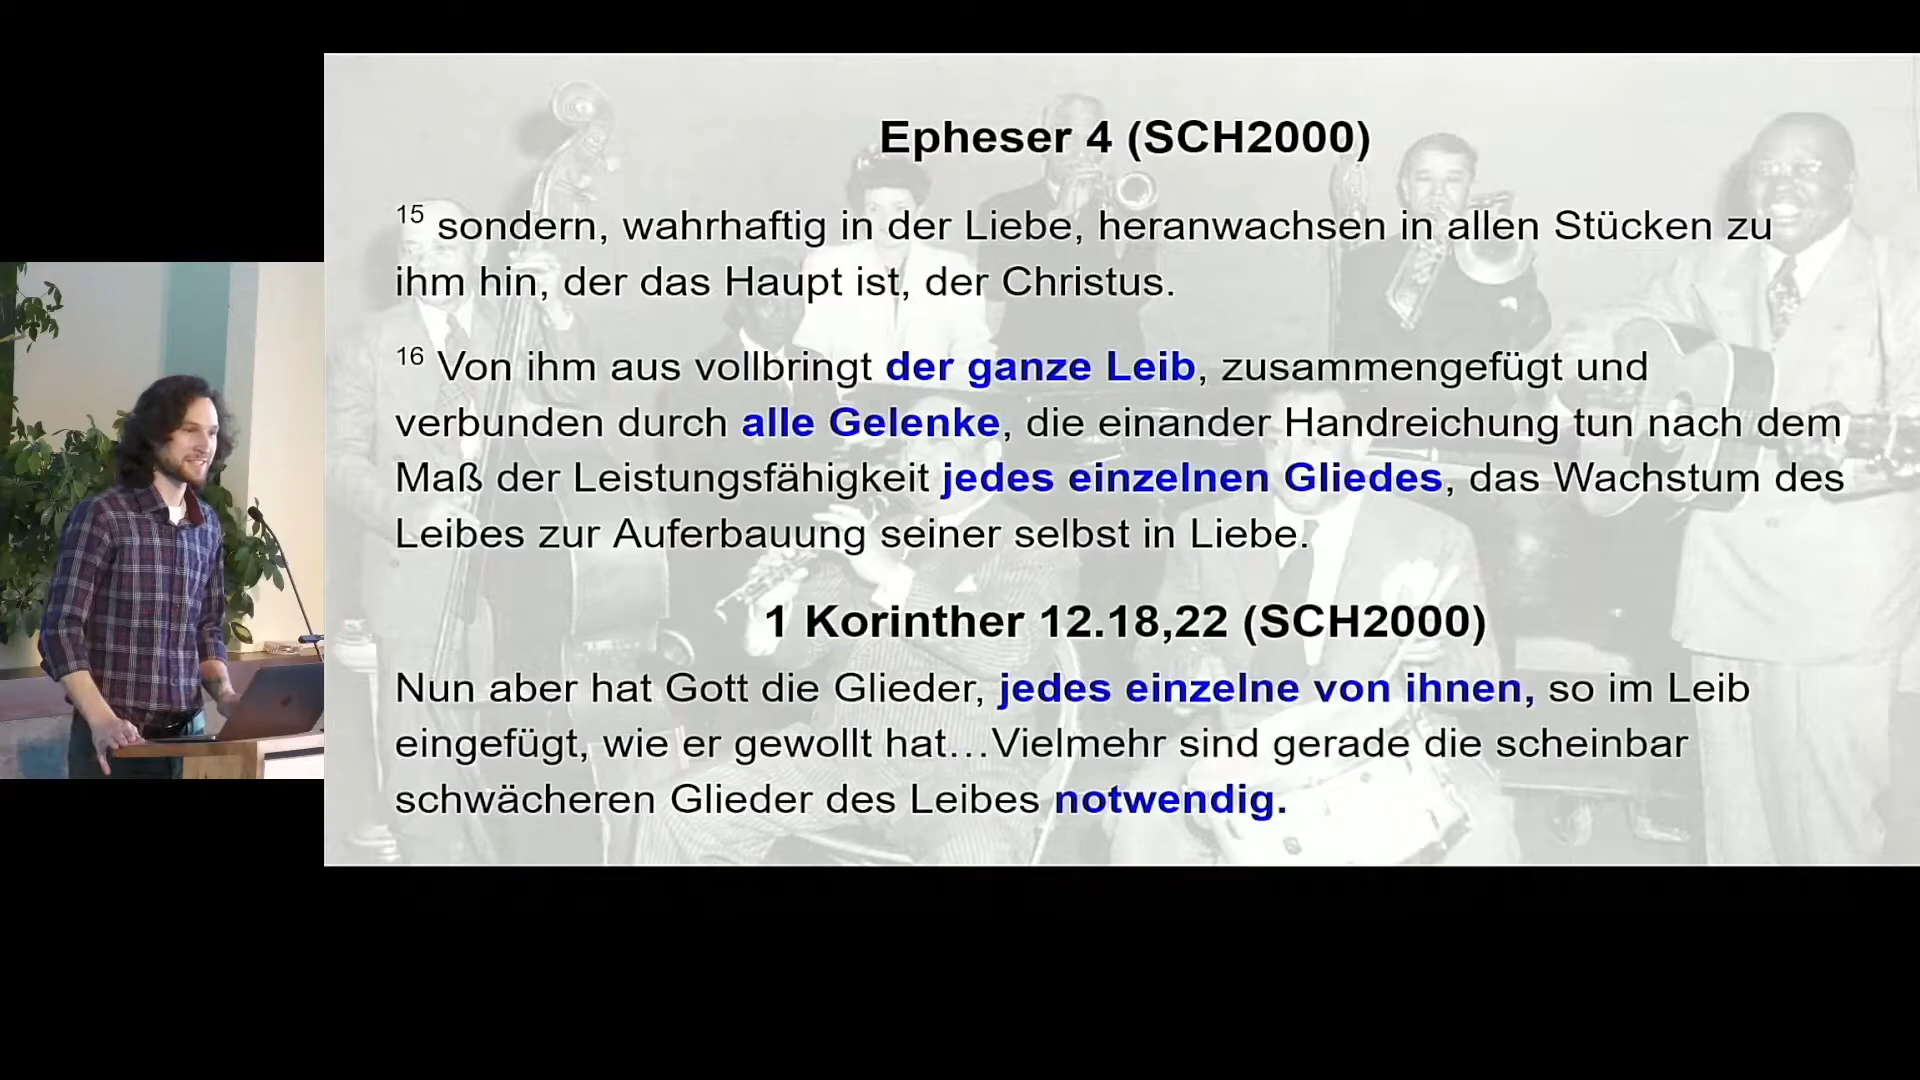 Epheser 4 (SCH2000)
15 sondern, wahrhaftig in der Liebe, heranwachsen in allen Stücken zu
ihm hin, der das Haupt ist, der Christus.
16 Von ihm aus vollbringt der ganze Leib, zusammengefügt und
verbunden durch alle Gelenke, die einander Handreichung tun nach dem
Maß der Leistungsfähigkeit jedes einzelnen Gliedes, das Wachstum des
Leibes zur Auferbauung seiner selbst in Liebe.
1 Korinther 12.18,22 (SCH2000)
Nun aber hat Gott die Glieder, jedes einzelne von ihnen, so im Leib
eingefügt, wie er gewollt hat…Vielmehr sind gerade die scheinbar
schwächeren Glieder des Leibes notwendig.